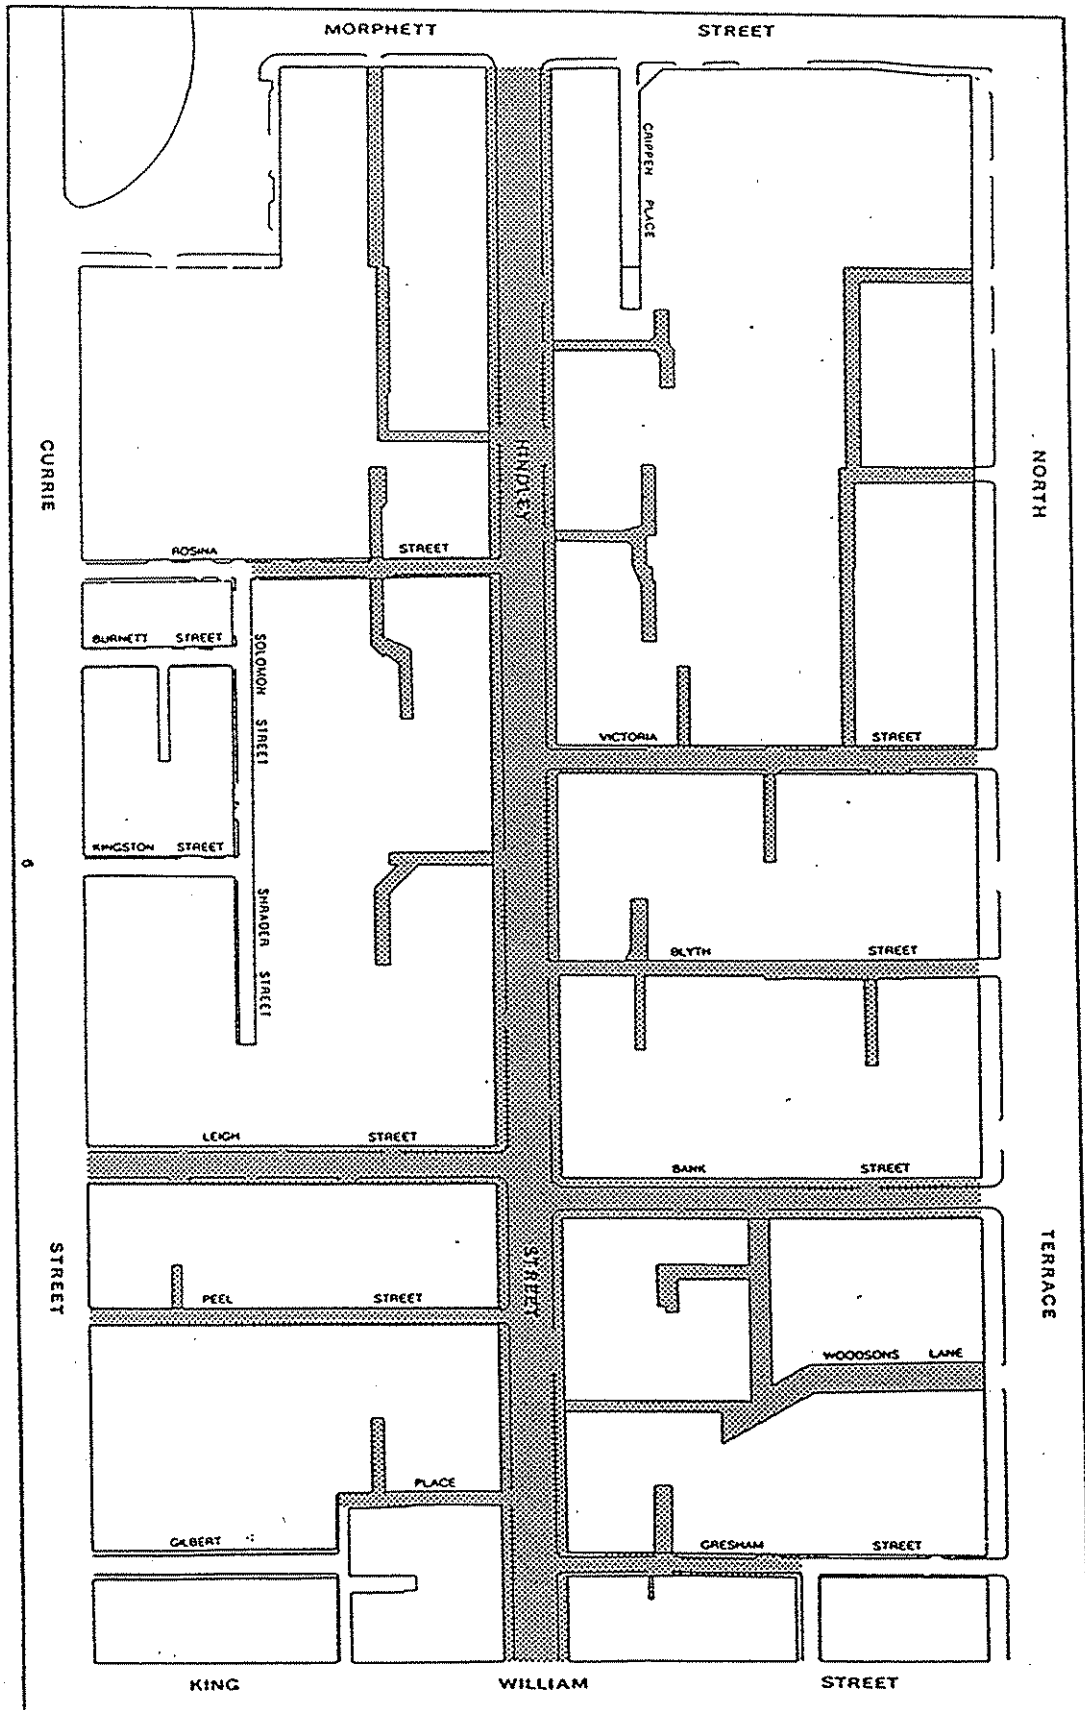 MORPHETT STREET
CRIPPEN PLACE
CURRIE STREET
HINDLEY STREET
NORTH TERRACE
ROSINA STREET
BURNETT STREET
SOLOMON STREET
KINGSTON STREET
SHRADER STREET
VICTORIA STREET
BLYTH STREET
LEIGH STREET
BANK STREET
PEEL STREET
WOODSONS LANE
GILBERT PLACE
GRESHAM STREET
KING WILLIAM STREET
6